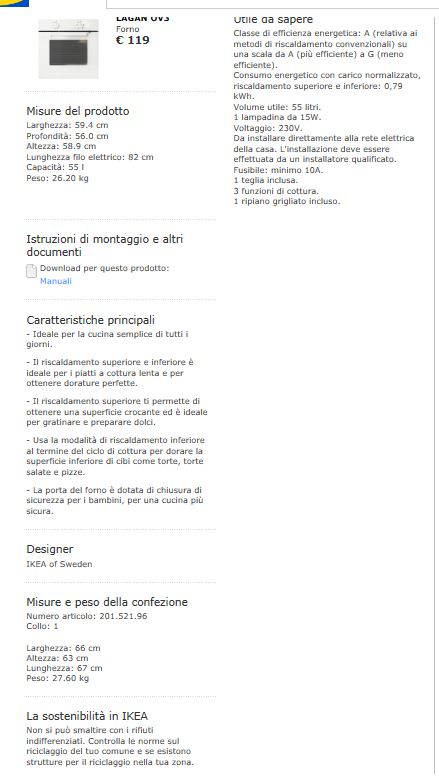 LAGAN OV3
Forno
€ 119
Misure del prodotto
Larghezza: 59.4 cm
Profondità: 56.0 cm
Altezza: 58.9 cm
Lunghezza filo elettrico: 82 cm
Capacità: 55 l
Peso: 26.20 kg
Istruzioni di montaggio e altri
documenti
Download per questo prodotto:
Manuali
Caratteristiche principali
- Ideale per la cucina semplice di tutti i
giorni.
- Il riscaldamento superiore e inferiore è
ideale per i piatti a cottura lenta e per
ottenere dorature perfette.
- Il riscaldamento superiore ti permette di
ottenere una superficie croccante ed è ideale
per gratinare e preparare dolci.
- Usa la modalità di riscaldamento inferiore
al termine del ciclo di cottura per dorare la
superficie inferiore di cibi come torte, torte
salate e pizze.
- La porta del forno è dotata di chiusura di
sicurezza per i bambini, per una cucina più
sicura.
Designer
IKEA of Sweden
Misure e peso della confezione
Numero articolo: 201.521.96
Collo: 1
Larghezza: 66 cm
Altezza: 63 cm
Lunghezza: 67 cm
Peso: 27.60 kg
La sostenibilità in IKEA
Non si può smaltire con i rifiuti
indifferenziati. Controlla le norme sul
riciclaggio del tuo comune e se esistono
strutture per il riciclaggio nella tua zona.
Utile da sapere
Classe di efficienza energetica: A (relativa ai
metodi di riscaldamento convenzionali) su
una scala da A (più efficiente) a G (meno
efficiente).
Consumo energetico con carico normalizzato,
riscaldamento superiore e inferiore: 0,79
kWh.
Volume utile: 55 litri.
1 lampadina da 15W.
Voltaggio: 230V.
Da installare direttamente alla rete elettrica
della casa. L'installazione deve essere
effettuata da un installatore qualificato.
Fusibile: minimo 10A.
1 teglia inclusa.
3 funzioni di cottura.
1 ripiano grigliato incluso.